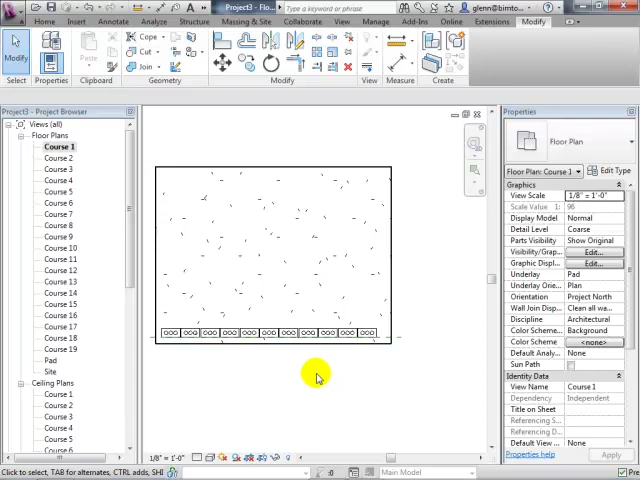 Project3 - Flo...
glenn@bimto...
Home Insert Annotate Analyze Structure Massing & Site Collaborate View Manage Add-Ins Online Extensions Modify
Modify
Properties
Paste
Cope
Cut
Join
Select Properties Clipboard Geometry Modify View Measure Create
Project3 - Project Browser
Views (all)
Floor Plans
Course 1
Course 2
Course 3
Course 4
Course 5
Course 6
Course 7
Course 8
Course 9
Course 10
Course 11
Course 12
Course 13
Course 14
Course 15
Course 16
Course 17
Course 18
Course 19
Pad
Site
Ceiling Plans
Course 1
Course 2
Course 3
Course 4
Course 5
Course 6
Properties
Floor Plan
Floor Plan: Course 1 Edit Type
Graphics
View Scale 1/8" = 1'-0"
Scale Value 1: 96
Display Model Normal
Detail Level Coarse
Parts Visibility Show Original
Visibility/Grap... Edit...
Graphic Displ... Edit...
Underlay Pad
Underlay Orie... Plan
Orientation Project North
Wall Join Display Clean all wa...
Discipline Architectural
Color Scheme... Background
Color Scheme <none>
Default Analy... None
Sun Path
Identity Data
View Name Course 1
Dependency Independent
Title on Sheet
Referencing S...
Referencing D...
Default View ... None
Properties help Apply
1/8" = 1'-0"
Click to select, TAB for alternates, CTRL adds, SHI
:0
Main Model
Pre